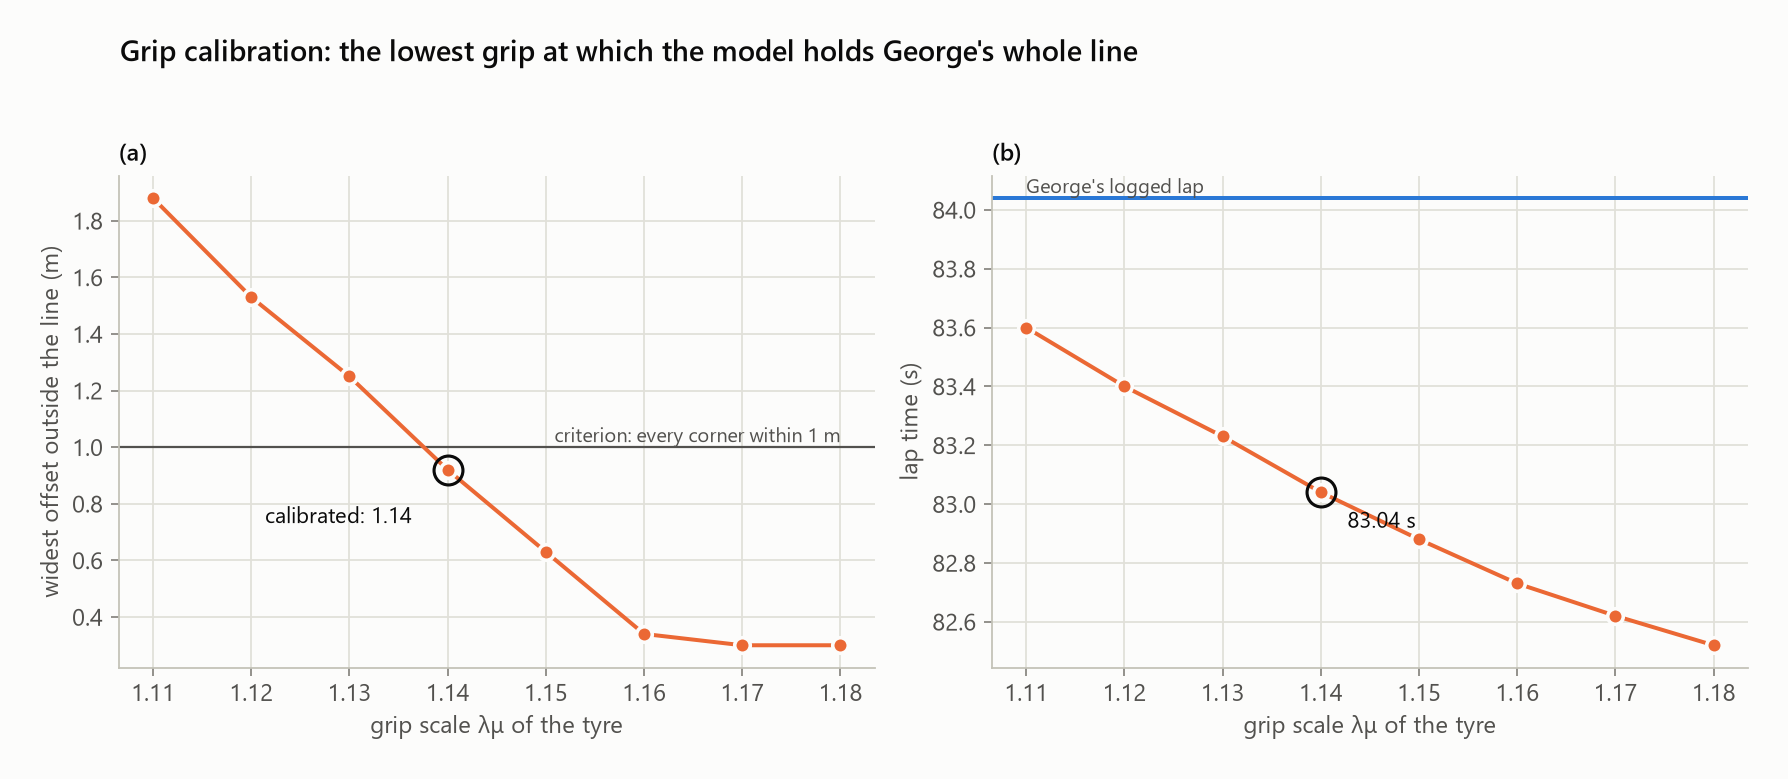 Grip calibration: the lowest grip at which the model holds George's whole line
(a)
widest offset outside the line (m)
1.8
1.6
1.4
1.2
1.0
0.8
0.6
0.4
criterion: every corner within 1 m
calibrated: 1.14
1.11 1.12 1.13 1.14 1.15 1.16 1.17 1.18
grip scale λμ of the tyre
(b)
lap time (s)
George's logged lap
84.0
83.8
83.6
83.4
83.2
83.0
82.8
82.6
83.04 s
1.11 1.12 1.13 1.14 1.15 1.16 1.17 1.18
grip scale λμ of the tyre